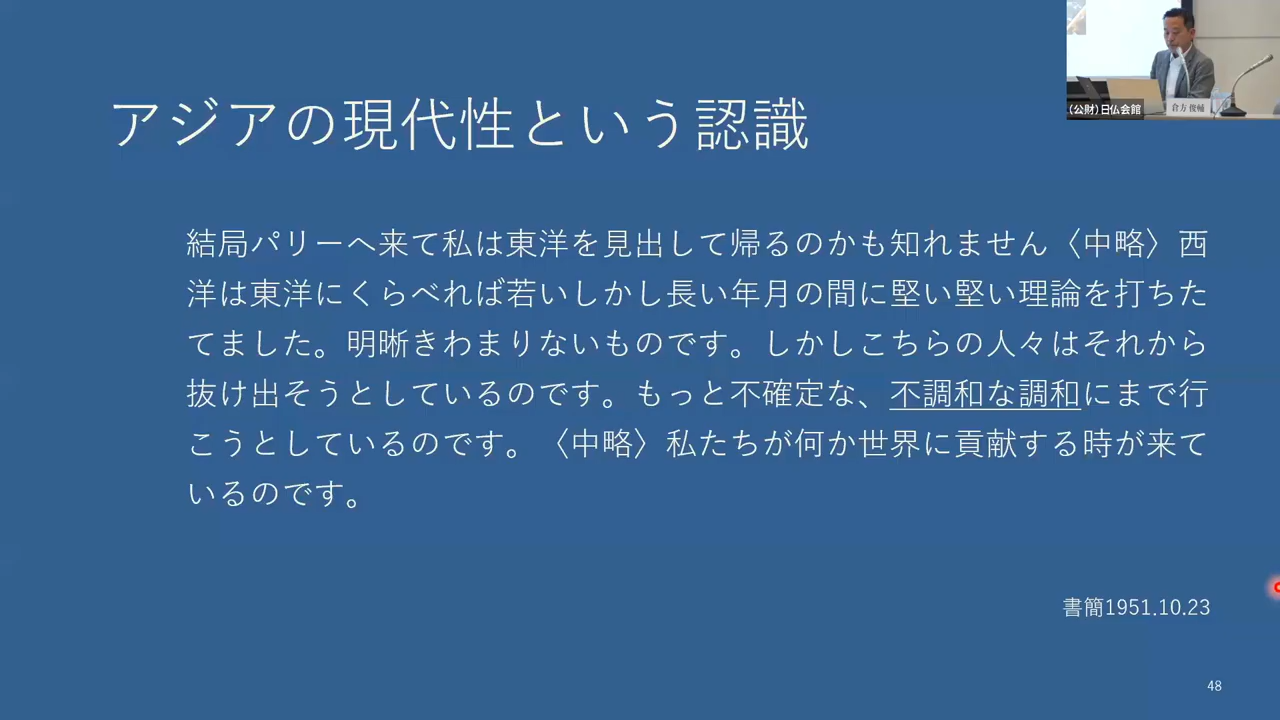 (公財)日仏会館
倉方 俊輔
アジアの現代性という認識
結局パリーへ来て私は東洋を見出して帰るのかも知れません〈中略〉西
洋は東洋にくらべれば若いしかし長い年月の間に堅い堅い理論を打ちた
てました。明晰きわまりないものです。しかしこちらの人々はそれから
抜け出そうとしているのです。もっと不確定な、不調和な調和にまで行
こうとしているのです。〈中略〉私たちが何か世界に貢献する時が来て
いるのです。
書簡1951.10.23
48